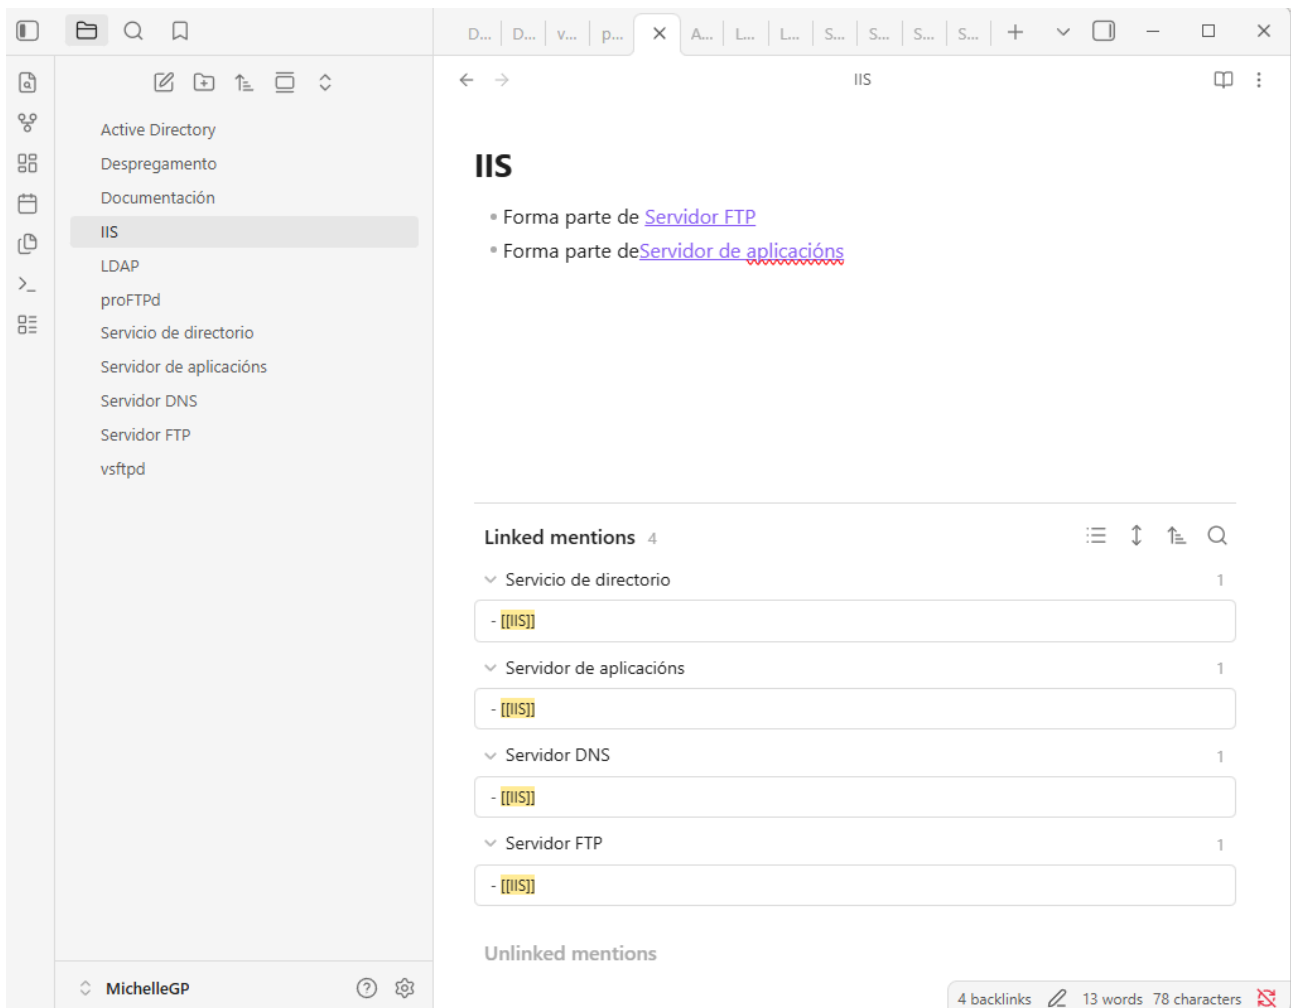 D... D... v... p... A... L... L... S... S... S... S...
IIS
Active Directory
Despregamento
Documentación
IIS
LDAP
proFTPd
Servicio de directorio
Servidor de aplicacións
Servidor DNS
Servidor FTP
vsftpd
MichelleGP
IIS
Forma parte de Servidor FTP
Forma parte deServidor de aplicacións
Linked mentions 4
Servicio de directorio 1
- [[IIS]]
Servidor de aplicacións 1
- [[IIS]]
Servidor DNS 1
- [[IIS]]
Servidor FTP 1
- [[IIS]]
Unlinked mentions
4 backlinks 13 words 78 characters